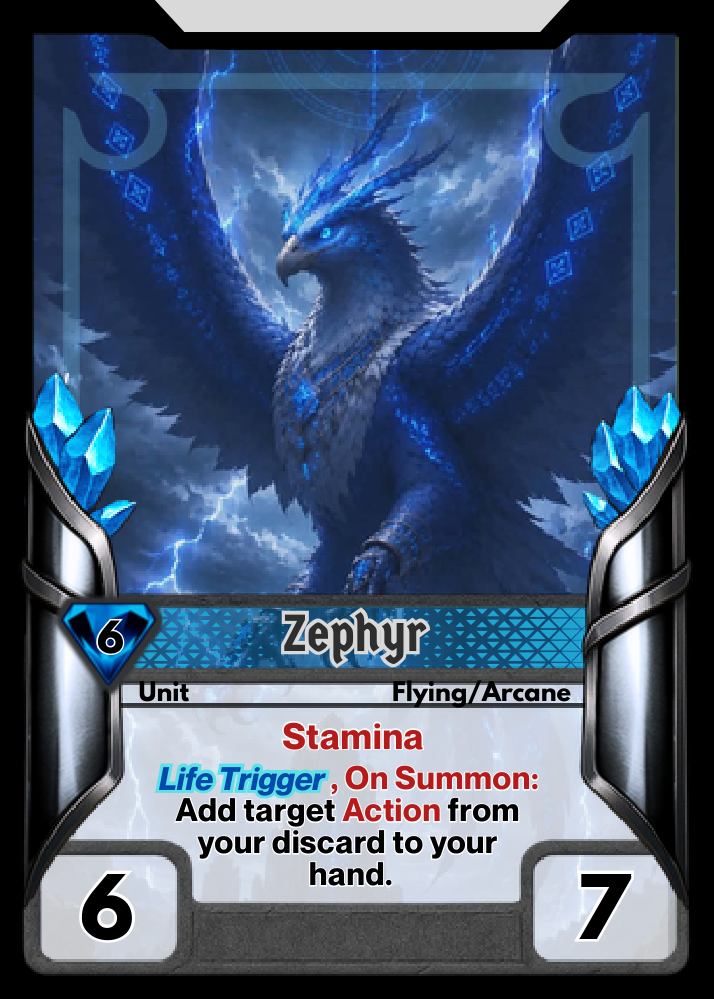 6
Zephyr
Unit Flying/Arcane
Stamina
Life Trigger , On Summon:
Add target Action from
your discard to your
hand.
6 7